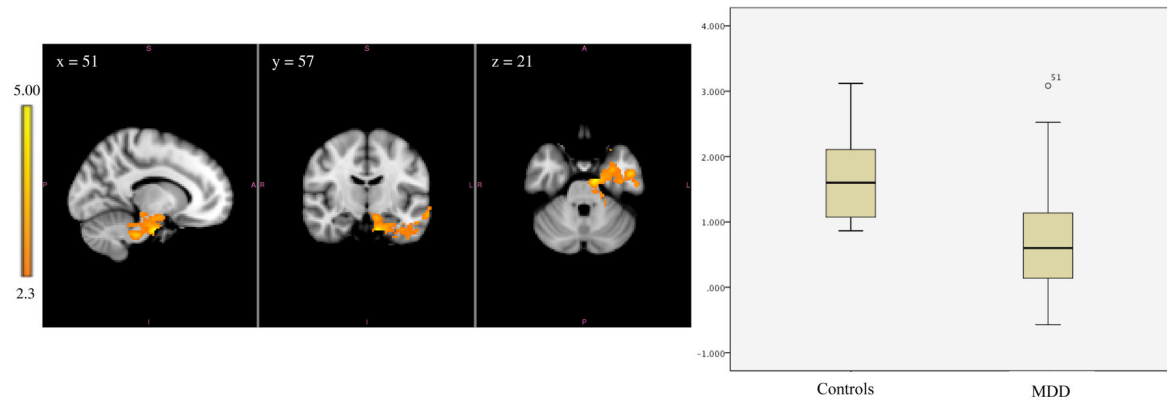 x = 51
y = 57
z = 21
S
S
A
5.00
P
A
R
L
R
L
2.3
I
I
P
4.000
3.000
2.000
1.000
.000
-1.000
51
Controls
MDD